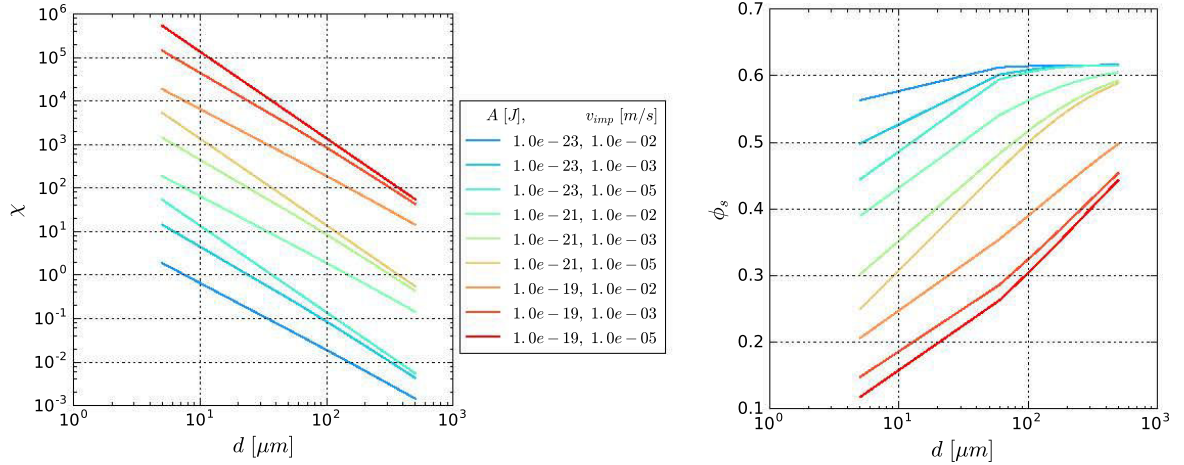 10^6
10^5
10^4
10^3
10^2
10^1
10^0
10^-1
10^-2
10^-3
χ
10^0 10^1 10^2 10^3
d [μm]
A [J], v_imp [m/s]
1.0e−23, 1.0e−02
1.0e−23, 1.0e−03
1.0e−23, 1.0e−05
1.0e−21, 1.0e−02
1.0e−21, 1.0e−03
1.0e−21, 1.0e−05
1.0e−19, 1.0e−02
1.0e−19, 1.0e−03
1.0e−19, 1.0e−05
0.7
0.6
0.5
0.4
0.3
0.2
0.1
ϕ_s
10^0 10^1 10^2 10^3
d [μm]